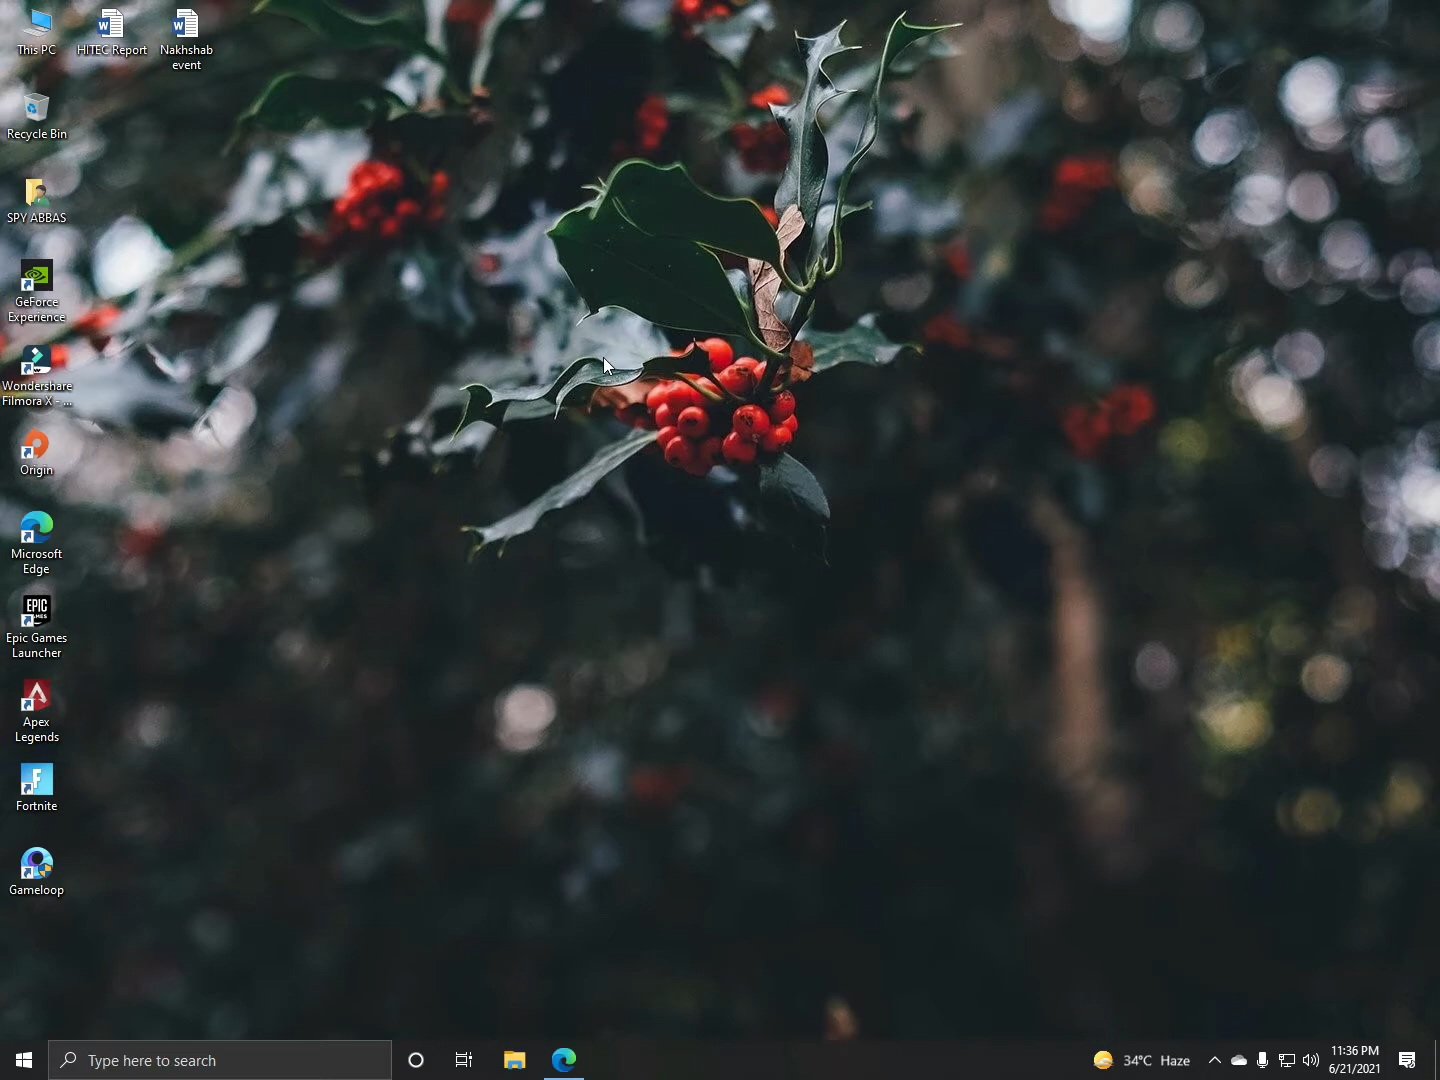 This PC
HITEC Report
Nakhshab
event
Recycle Bin
SPY ABBAS
GeForce
Experience
Wondershare
Filmora X - ...
Origin
Microsoft
Edge
EPIC
Epic Games
Launcher
Apex
Legends
Fortnite
Gameloop
Type here to search
34°C Haze
11:36 PM
6/21/2021